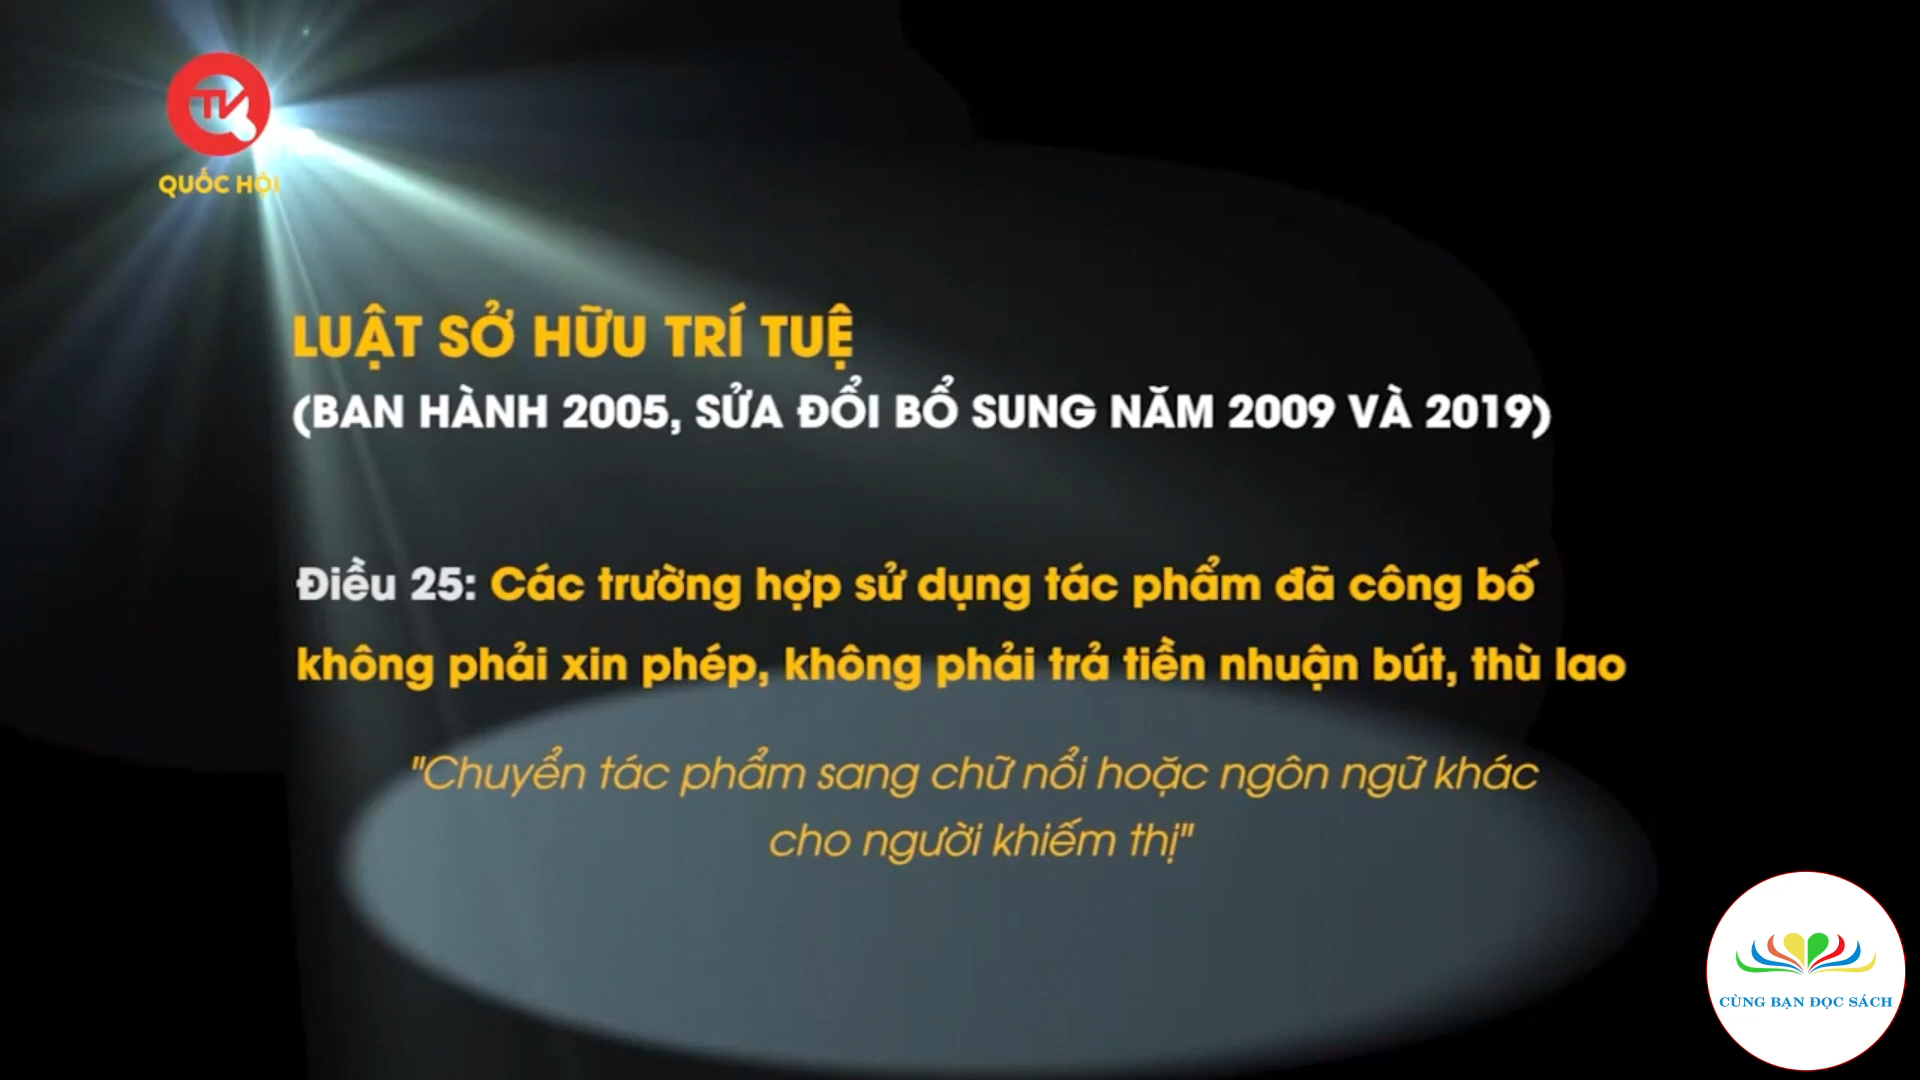 TV
QUỐC HỘI
LUẬT SỞ HỮU TRÍ TUỆ
(BAN HÀNH 2005, SỬA ĐỔI BỔ SUNG NĂM 2009 VÀ 2019)
Điều 25: Các trường hợp sử dụng tác phẩm đã công bố
không phải xin phép, không phải trả tiền nhuận bút, thù lao
"Chuyển tác phẩm sang chữ nổi hoặc ngôn ngữ khác
cho người khiếm thị"
CÙNG BẠN ĐỌC SÁCH